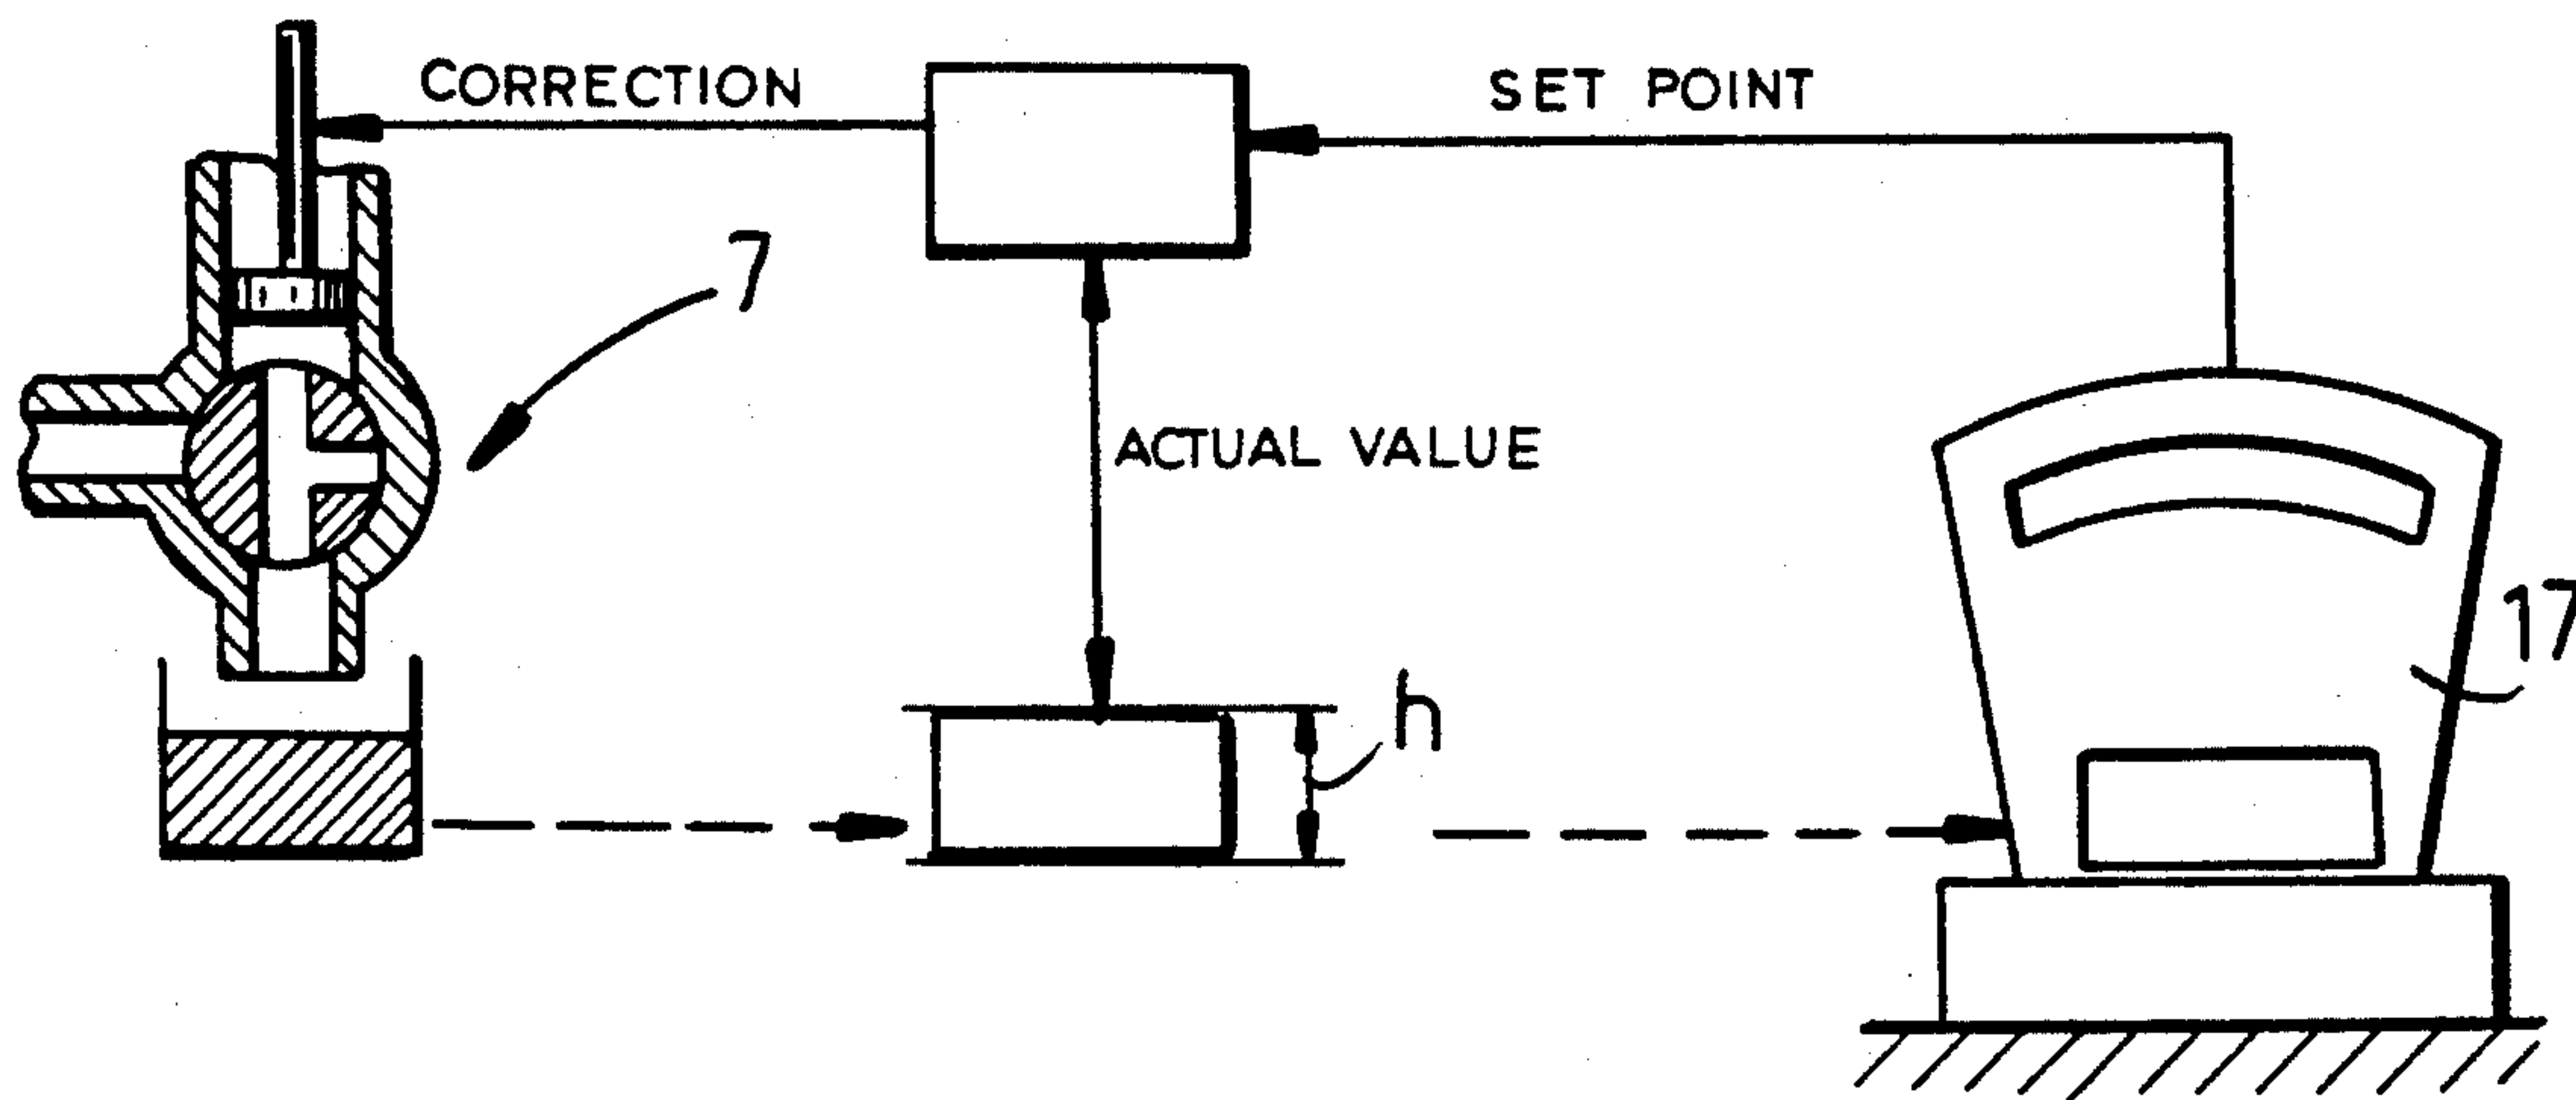 CORRECTION
SET POINT
7
ACTUAL VALUE
17
h